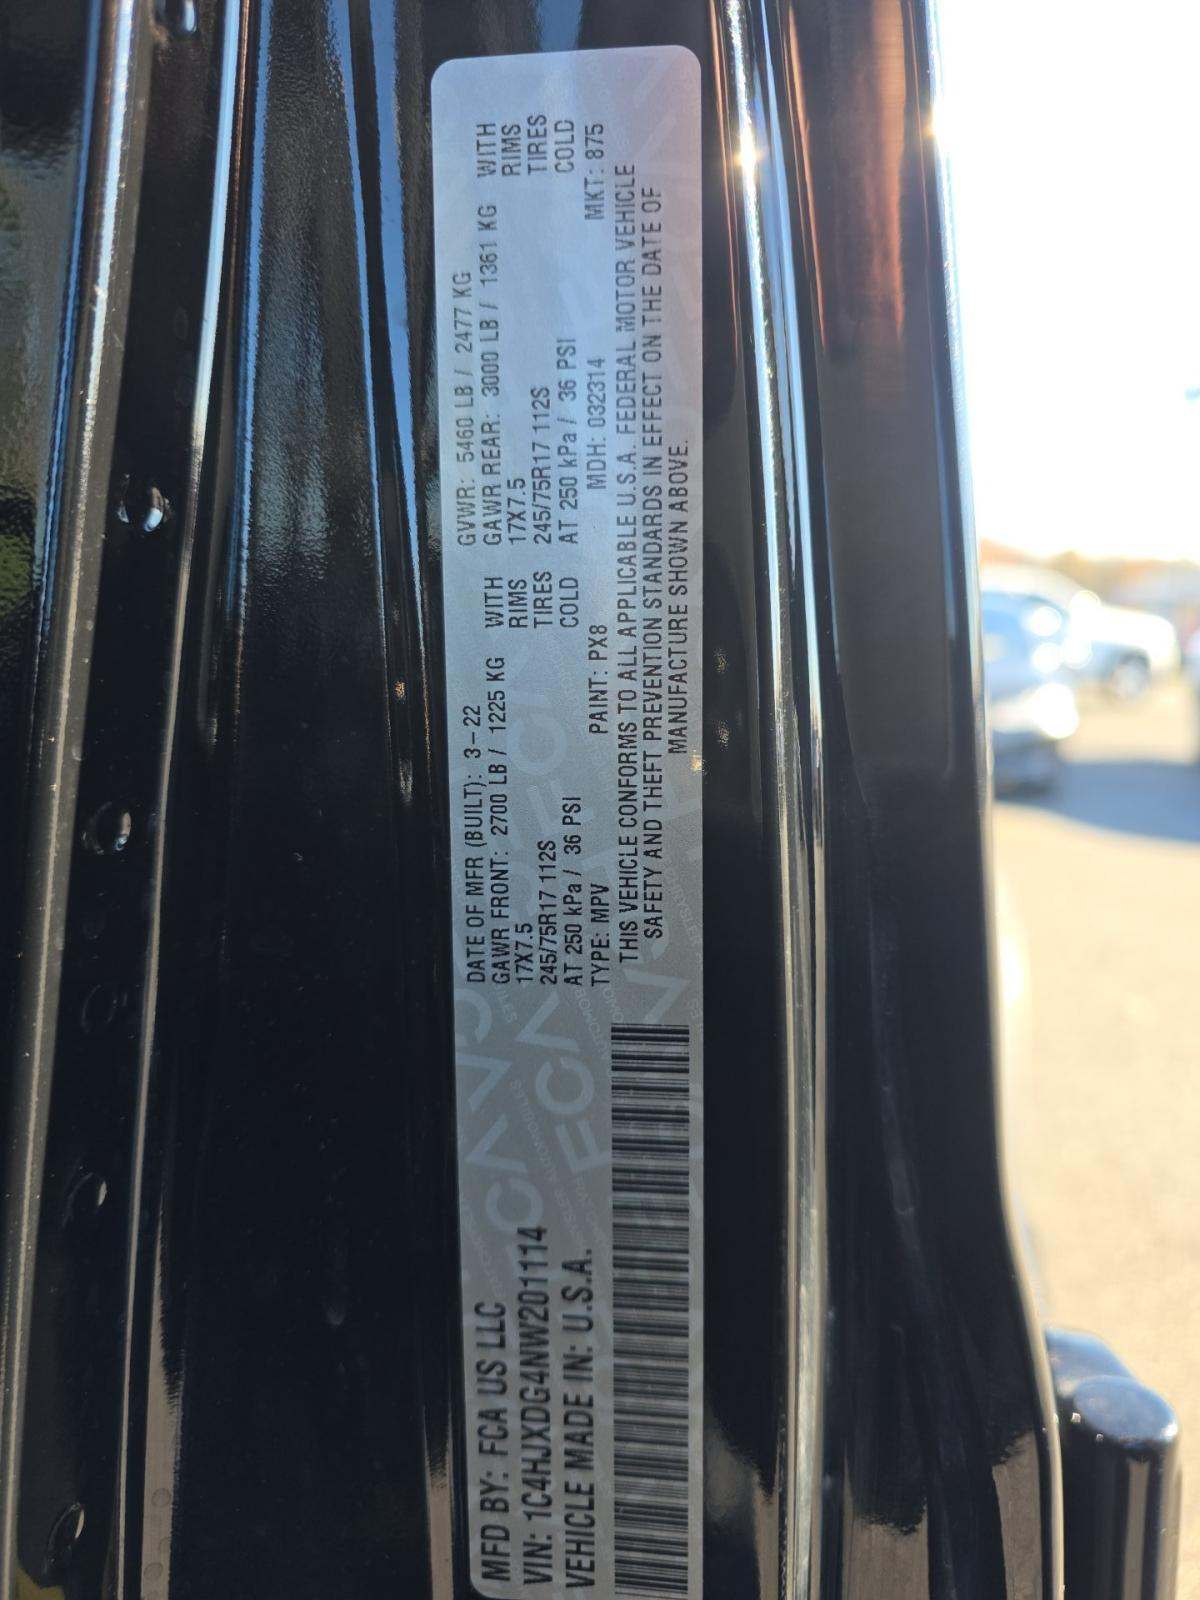 MFD BY: FCA US LLC
VIN: 1C4HJXDG4NW201114
VEHICLE MADE IN: U.S.A.
DATE OF MFR (BUILT): 3-22 GVWR: 5460 LB / 2477 KG
GAWR FRONT: 2700 LB / 1225 KG WITH GAWR REAR: 3000 LB / 1361 KG WITH
17X7.5 RIMS 17X7.5 RIMS
245/75R17 112S TIRES 245/75R17 112S TIRES
AT 250 kPa / 36 PSI COLD AT 250 kPa / 36 PSI COLD
TYPE: MPV PAINT: PX8 MDH: 032314 MKT: 875
THIS VEHICLE CONFORMS TO ALL APPLICABLE U.S.A. FEDERAL MOTOR VEHICLE
SAFETY AND THEFT PREVENTION STANDARDS IN EFFECT ON THE DATE OF
MANUFACTURE SHOWN ABOVE.